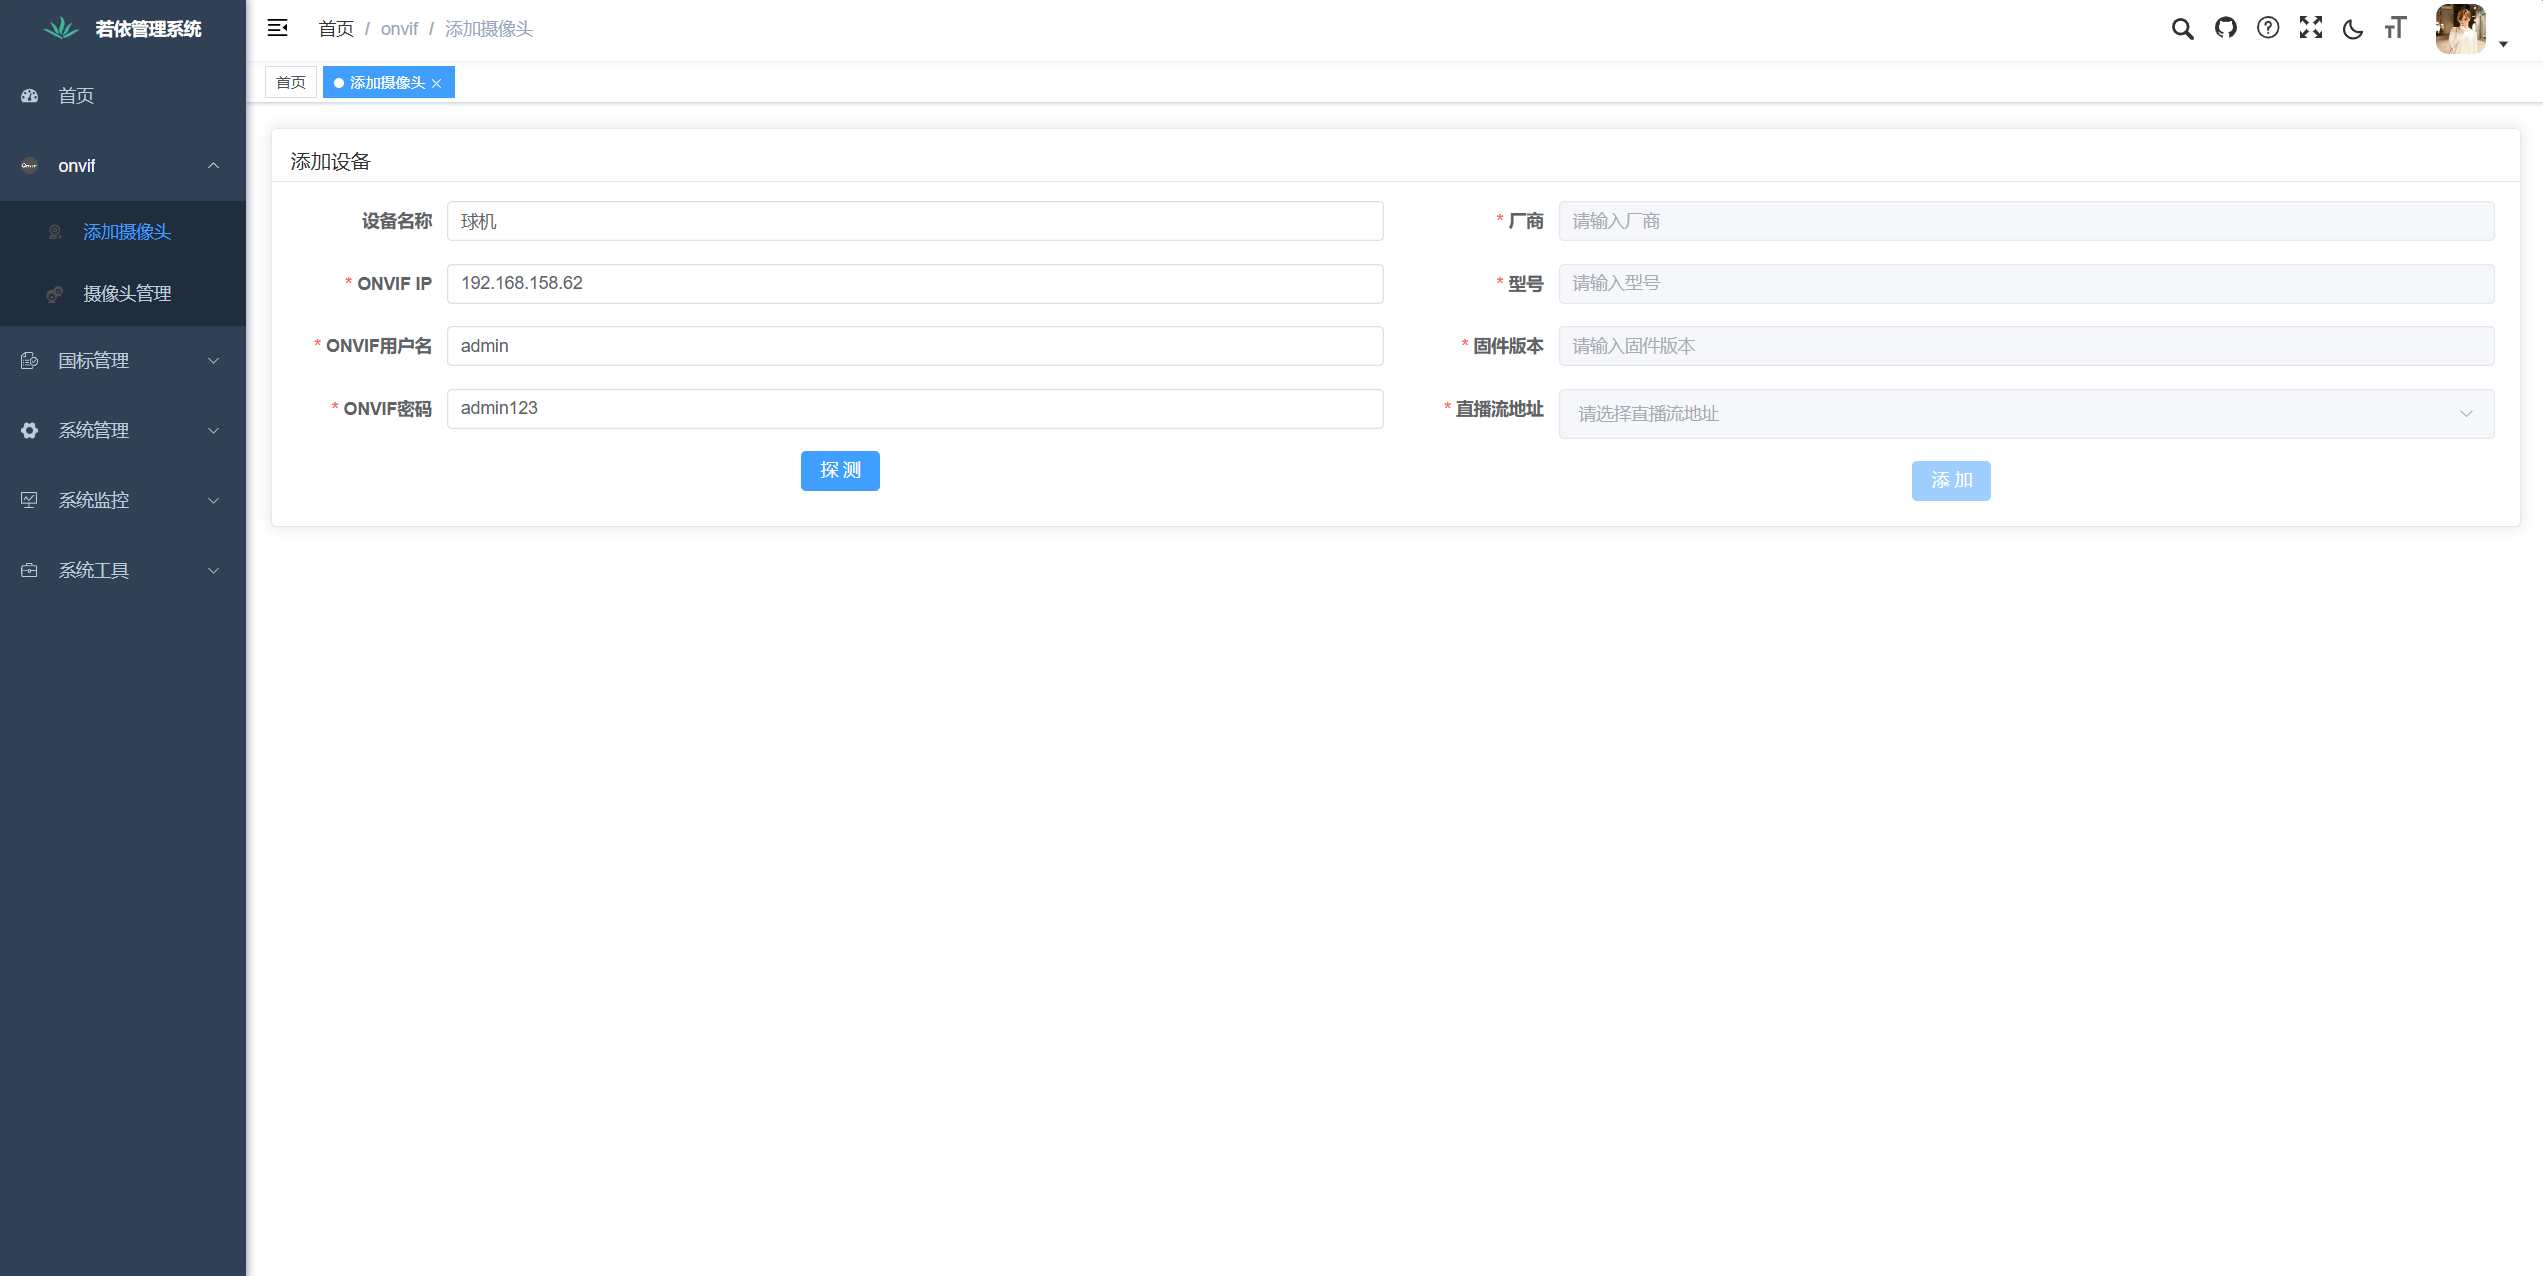 若依管理系统
首页
onvif
添加摄像头
摄像头管理
国标管理
系统管理
系统监控
系统工具
首页 / onvif / 添加摄像头
首页
添加摄像头
添加设备
设备名称 球机
* ONVIF IP 192.168.158.62
* ONVIF用户名 admin
* ONVIF密码 admin123
探 测
* 厂商 请输入厂商
* 型号 请输入型号
* 固件版本 请输入固件版本
* 直播流地址 请选择直播流地址
添 加